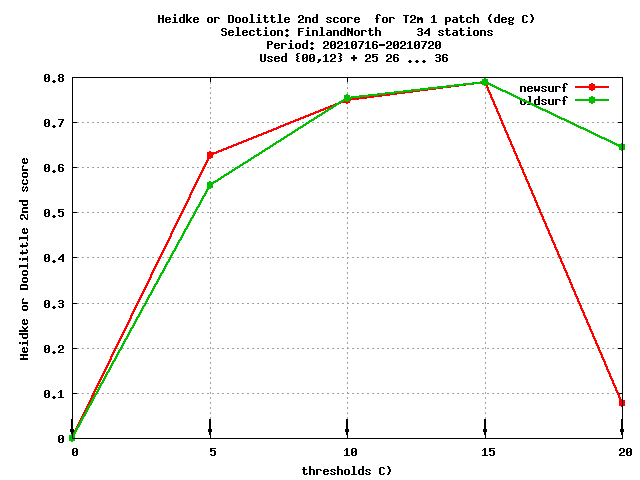 Heidke or Doolittle 2nd score for T2m 1 patch (deg C)
Selection: FinlandNorth 34 stations
Period: 20210716-20210720
Used {00,12} + 25 26 ... 36
newsurf
oldsurf
0.8
0.7
0.6
0.5
0.4
0.3
0.2
0.1
0
Heidke or Doolittle 2nd score
0 5 10 15 20
thresholds C)